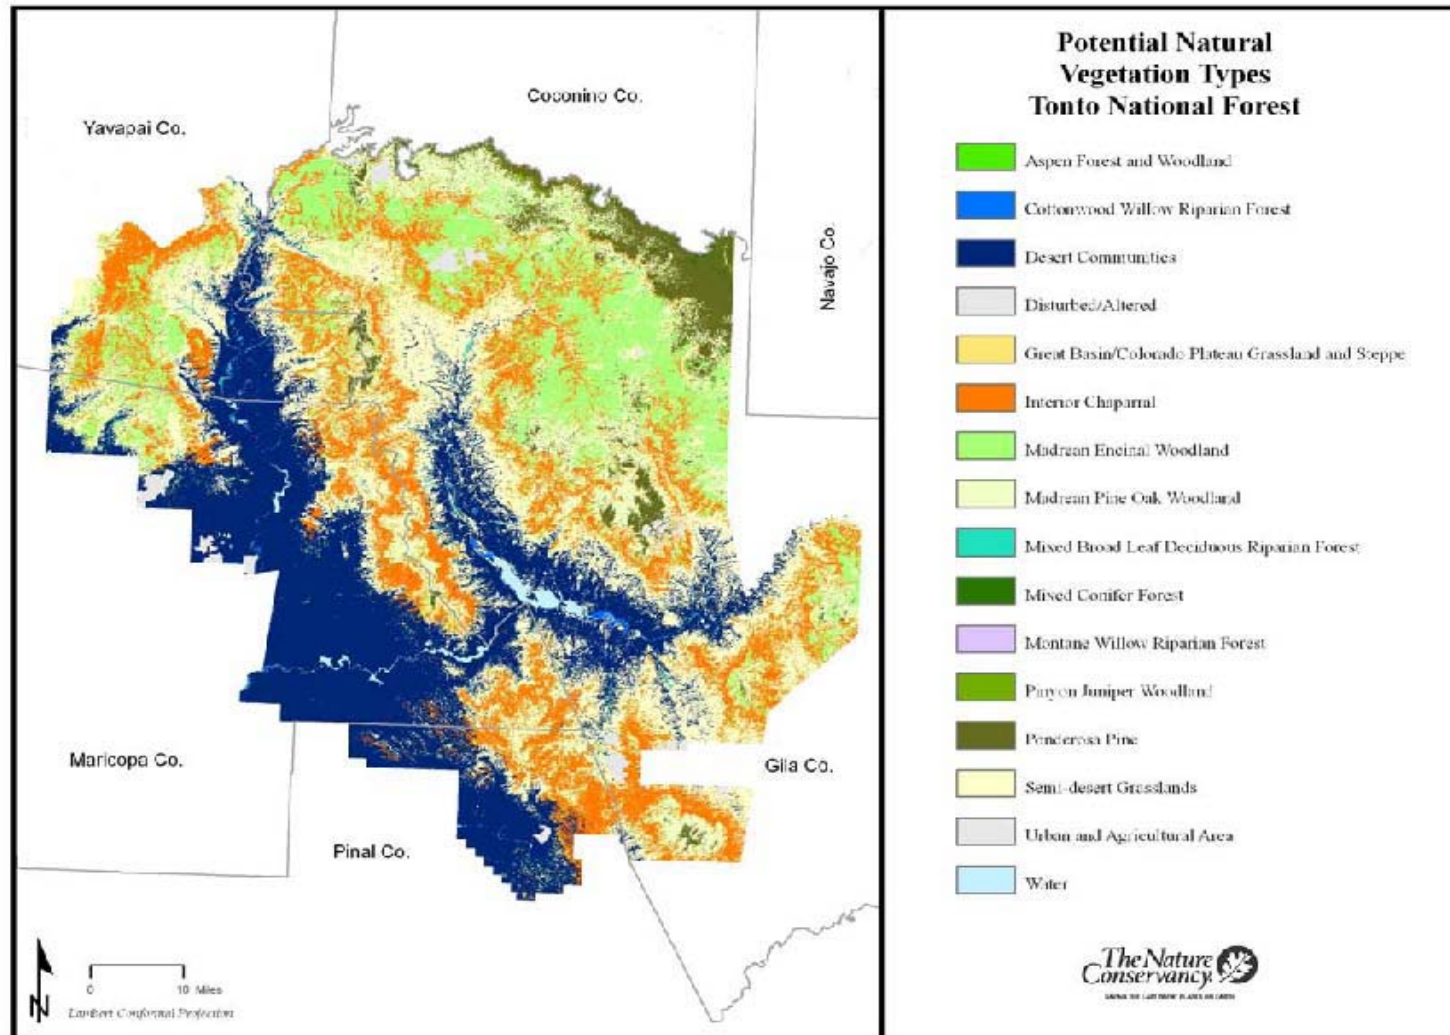 Yavapai Co.
Coconino Co.
Navajo Co.
Maricopa Co.
Gila Co.
Pinal Co.
N
0 10 Miles
Lambert Conformal Projection
Potential Natural
Vegetation Types
Tonto National Forest
Aspen Forest and Woodland
Cottonwood Willow Riparian Forest
Desert Communities
Disturbed/Altered
Great Basin/Colorado Plateau Grassland and Steppe
Interior Chaparral
Madrean Encinal Woodland
Madrean Pine Oak Woodland
Mixed Broad Leaf Deciduous Riparian Forest
Mixed Conifer Forest
Montane Willow Riparian Forest
Pinyon Juniper Woodland
Ponderosa Pine
Semi-desert Grasslands
Urban and Agricultural Area
Water
The Nature
Conservancy